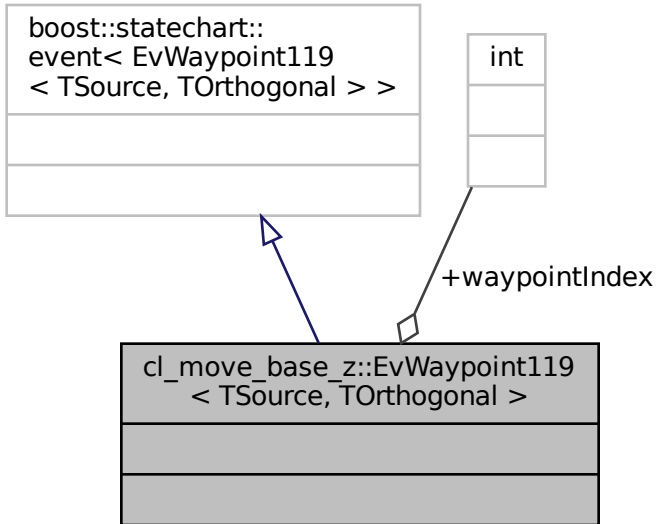 boost::statechart::
event< EvWaypoint119
< TSource, TOrthogonal > >
int
+waypointIndex
cl_move_base_z::EvWaypoint119
< TSource, TOrthogonal >